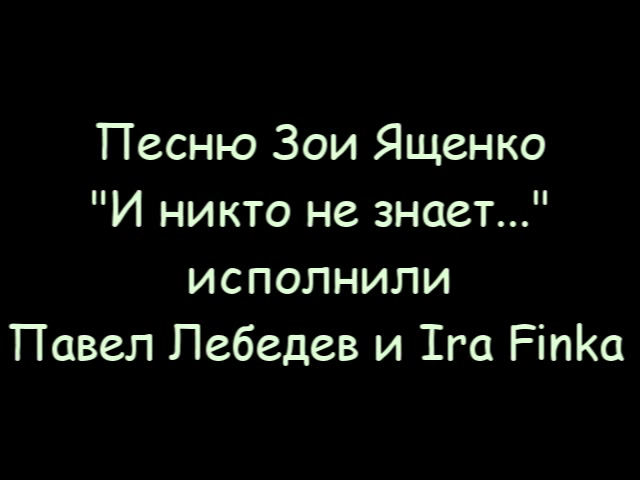 Песню Зои Ященко
"И никто не знает..."
исполнили
Павел Лебедев и Ira Finka